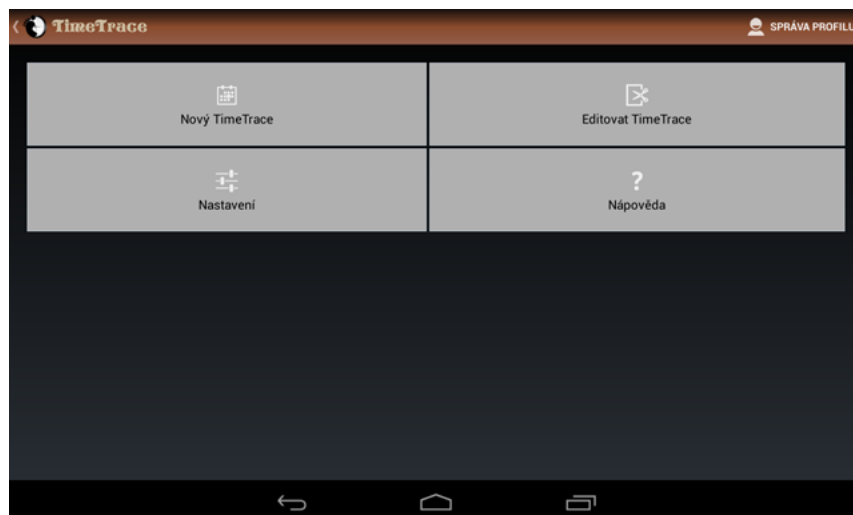 TimeTrace
SPRÁVA PROFILU
Nový TimeTrace
Editovat TimeTrace
Nastavení
?
Nápověda